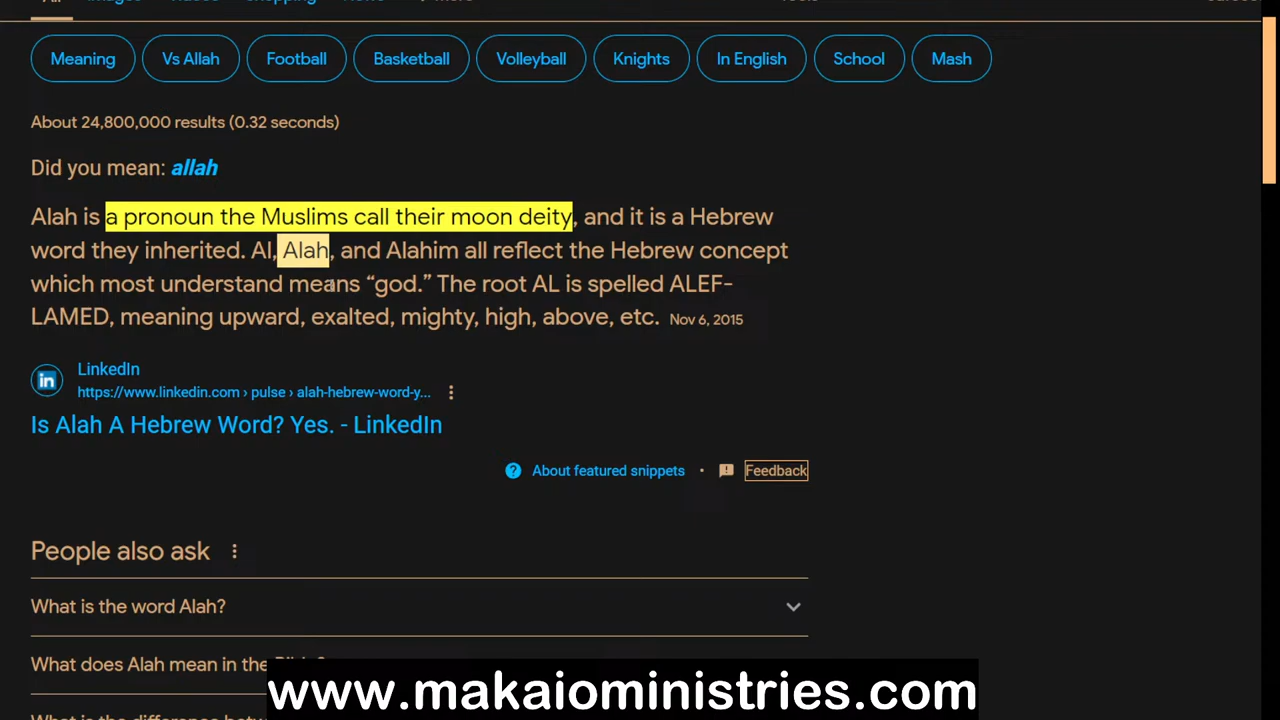 Meaning Vs Allah Football Basketball Volleyball Knights In English School Mash
About 24,800,000 results (0.32 seconds)
Did you mean: allah
Alah is a pronoun the Muslims call their moon deity, and it is a Hebrew
word they inherited. Al, Alah, and Alahim all reflect the Hebrew concept
which most understand means “god.” The root AL is spelled ALEF-
LAMED, meaning upward, exalted, mighty, high, above, etc. Nov 6, 2015
LinkedIn
https://www.linkedin.com › pulse › alah-hebrew-word-y...
Is Alah A Hebrew Word? Yes. - LinkedIn
About featured snippets • Feedback
People also ask
What is the word Alah?
What does Alah mean in the
www.makaiominisitries.com